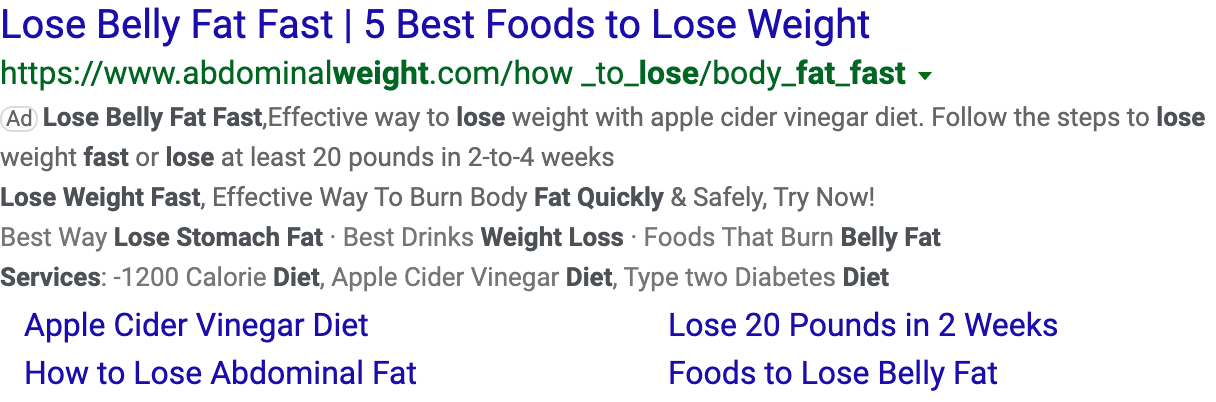 Lose Belly Fat Fast | 5 Best Foods to Lose Weight
https://www.abdominalweight.com/how _to_lose/body_fat_fast
Ad Lose Belly Fat Fast,Effective way to lose weight with apple cider vinegar diet. Follow the steps to lose
weight fast or lose at least 20 pounds in 2-to-4 weeks
Lose Weight Fast, Effective Way To Burn Body Fat Quickly & Safely, Try Now!
Best Way Lose Stomach Fat · Best Drinks Weight Loss · Foods That Burn Belly Fat
Services: -1200 Calorie Diet, Apple Cider Vinegar Diet, Type two Diabetes Diet
Apple Cider Vinegar Diet Lose 20 Pounds in 2 Weeks
How to Lose Abdominal Fat Foods to Lose Belly Fat